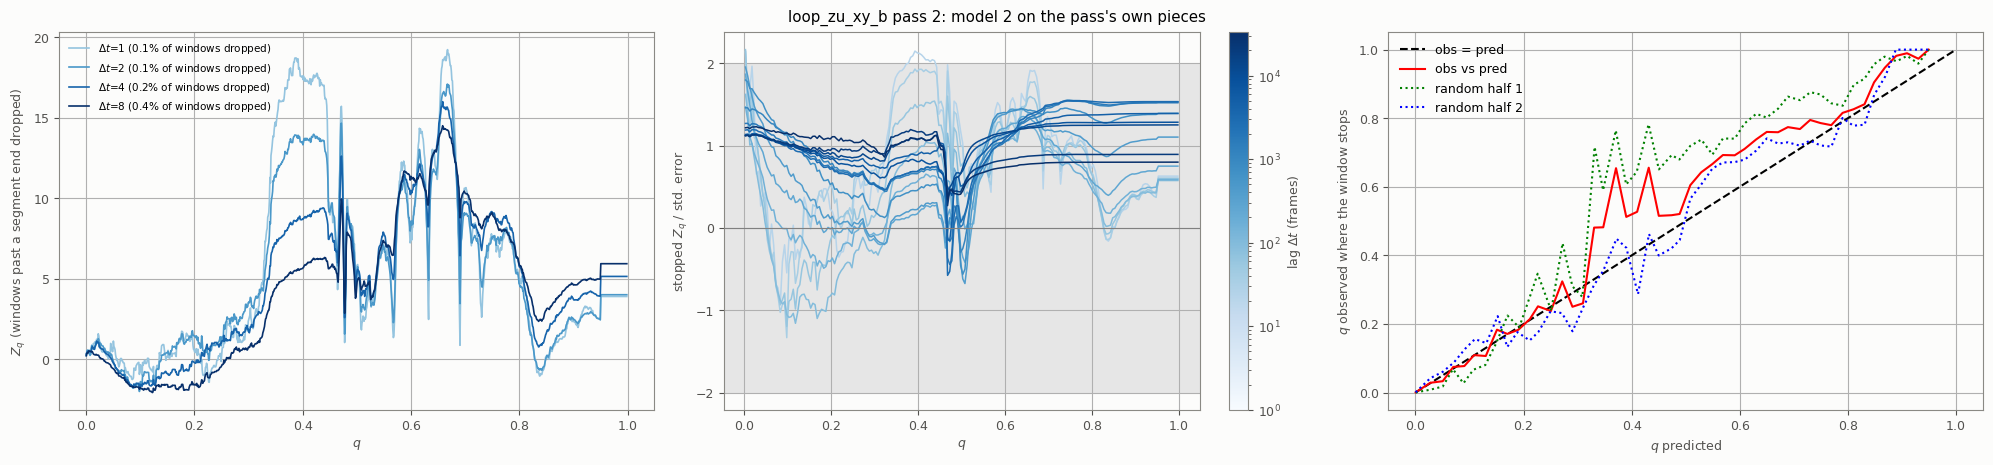 loop_zu_xy_b pass 2: model 2 on the pass's own pieces
Z_q (windows past a segment end dropped)
20
15
10
5
0
Δt=1 (0.1% of windows dropped)
Δt=2 (0.1% of windows dropped)
Δt=4 (0.2% of windows dropped)
Δt=8 (0.4% of windows dropped)
0.0 0.2 0.4 0.6 0.8 1.0
q
stopped Z_q / std. error
2
1
0
−1
−2
0.0 0.2 0.4 0.6 0.8 1.0
q
10^4
10^3
10^2
10^1
10^0
lag Δt (frames)
q observed where the window stops
1.0
0.8
0.6
0.4
0.2
0.0
obs = pred
obs vs pred
random half 1
random half 2
0.0 0.2 0.4 0.6 0.8 1.0
q predicted